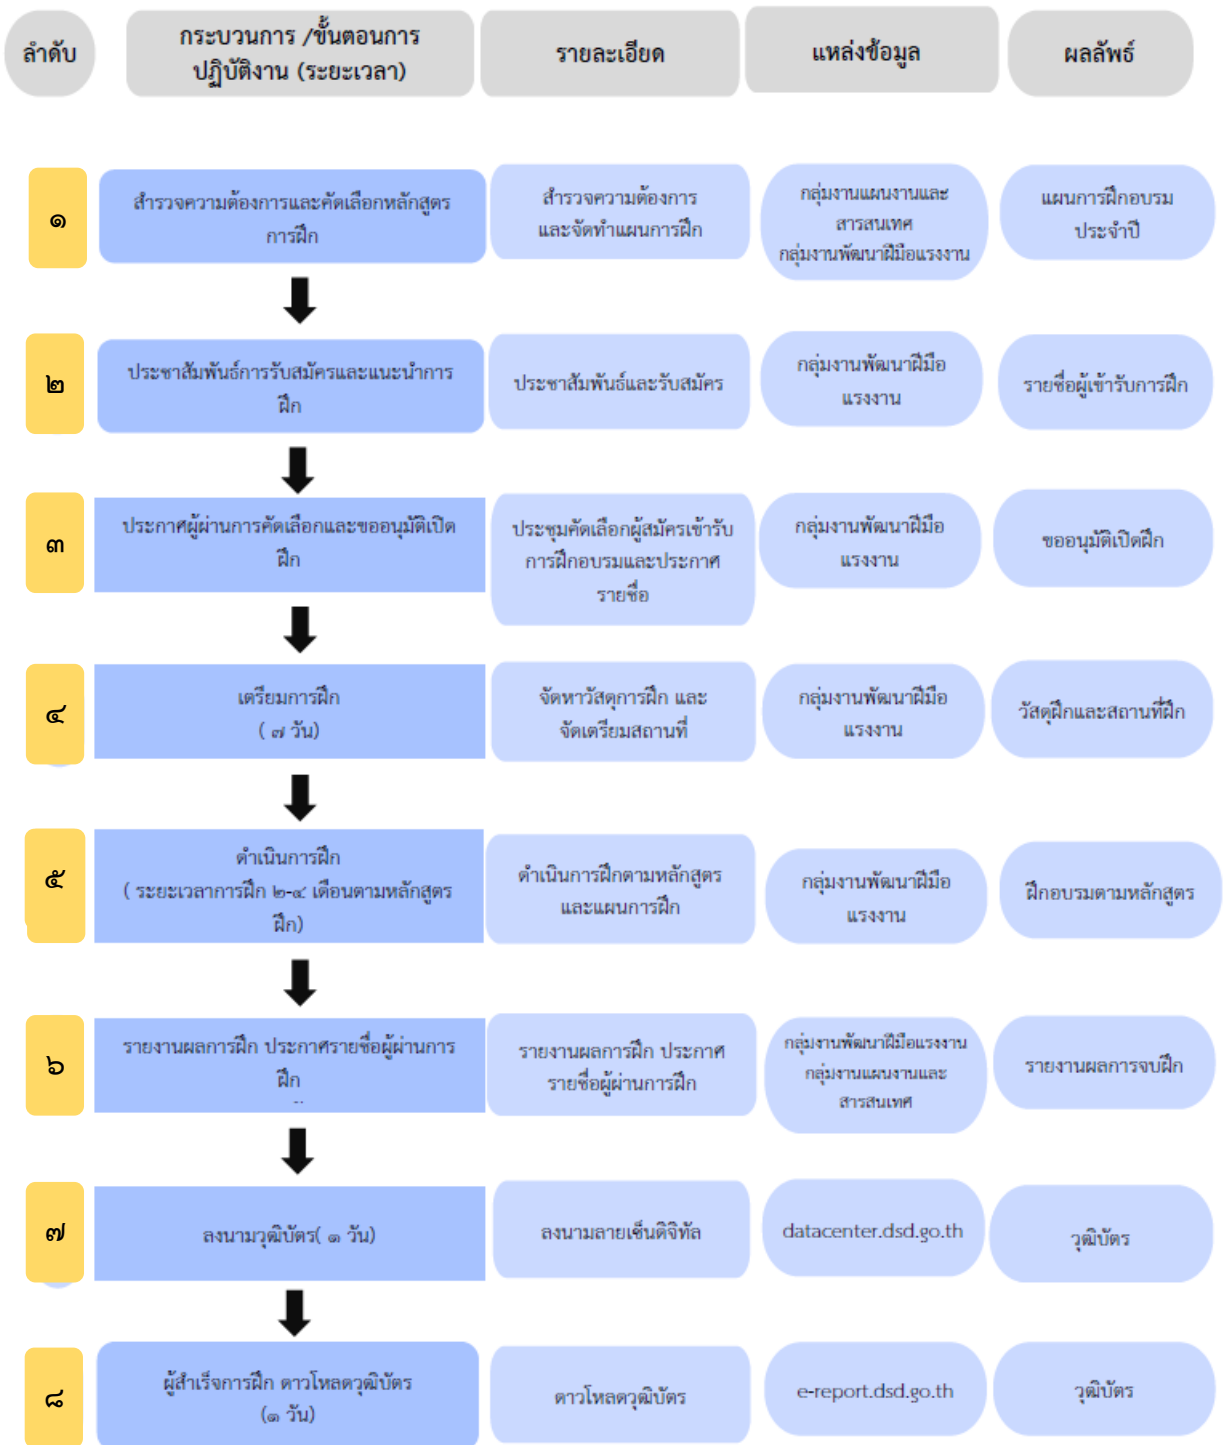 ลำดับ
กระบวนการ /ขั้นตอนการ
ปฏิบัติงาน (ระยะเวลา)
รายละเอียด
แหล่งข้อมูล
ผลลัพธ์
๑
สำรวจความต้องการและคัดเลือกหลักสูตร
การฝึก
สำรวจความต้องการ
และจัดทำแผนการฝึก
กลุ่มงานแผนงานและ
สารสนเทศ
กลุ่มงานพัฒนาฝีมือแรงงาน
แผนการฝึกอบรม
ประจำปี
๒
ประชาสัมพันธ์การรับสมัครและแนะนำการ
ฝึก
ประชาสัมพันธ์และรับสมัคร
กลุ่มงานพัฒนาฝีมือ
แรงงาน
รายชื่อผู้เข้ารับการฝึก
๓
ประกาศผู้ผ่านการคัดเลือกและขออนุมัติเปิด
ฝึก
ประชุมคัดเลือกผู้สมัครเข้ารับ
การฝึกอบรมและประกาศ
รายชื่อ
กลุ่มงานพัฒนาฝีมือ
แรงงาน
ขออนุมัติเปิดฝึก
๔
เตรียมการฝึก
( ๗ วัน)
จัดหาวัสดุการฝึก และ
จัดเตรียมสถานที่
กลุ่มงานพัฒนาฝีมือ
แรงงาน
วัสดุฝึกและสถานที่ฝึก
๕
ดำเนินการฝึก
( ระยะเวลาการฝึก ๒-๔ เดือนตามหลักสูตร
ฝึก)
ดำเนินการฝึกตามหลักสูตร
และแผนการฝึก
กลุ่มงานพัฒนาฝีมือ
แรงงาน
ฝึกอบรมตามหลักสูตร
๖
รายงานผลการฝึก ประกาศรายชื่อผู้ผ่านการ
ฝึก
รายงานผลการฝึก ประกาศ
รายชื่อผู้ผ่านการฝึก
กลุ่มงานพัฒนาฝีมือแรงงาน
กลุ่มงานแผนงานและ
สารสนเทศ
รายงานผลการจบฝึก
๗
ลงนามวุฒิบัตร( ๑ วัน)
ลงนามลายเซ็นดิจิทัล
datacenter.dsd.go.th
วุฒิบัตร
๘
ผู้สำเร็จการฝึก ดาวโหลดวุฒิบัตร
(๑ วัน)
ดาวโหลดวุฒิบัตร
e-report.dsd.go.th
วุฒิบัตร